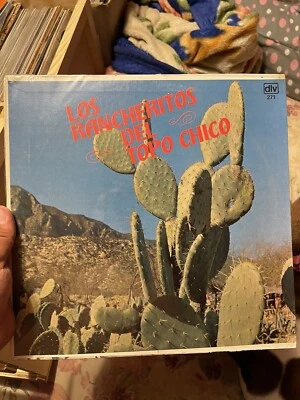 LOS
RANCHERITOS
DEL
TOPO CHICO
dlv
271